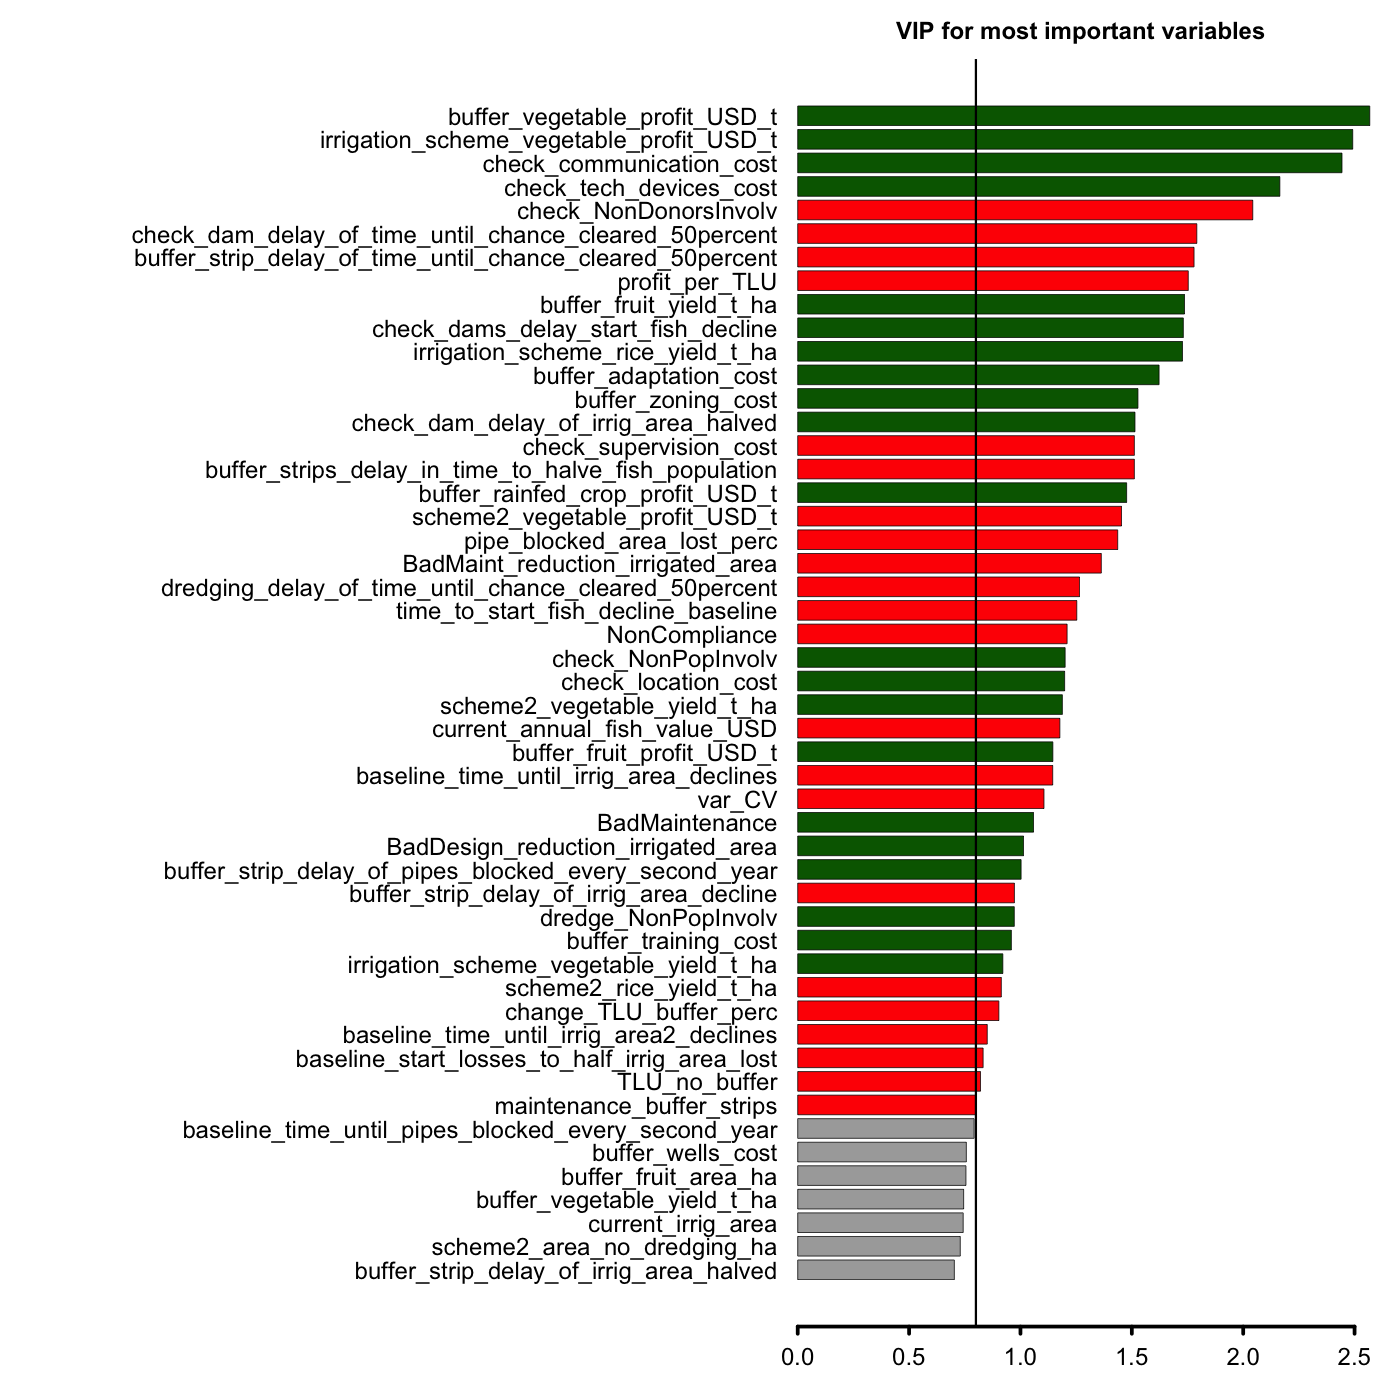 VIP for most important variables
buffer_vegetable_profit_USD_t
irrigation_scheme_vegetable_profit_USD_t
check_communication_cost
check_tech_devices_cost
check_NonDonorsInvolv
check_dam_delay_of_time_until_chance_cleared_50percent
buffer_strip_delay_of_time_until_chance_cleared_50percent
profit_per_TLU
buffer_fruit_yield_t_ha
check_dams_delay_start_fish_decline
irrigation_scheme_rice_yield_t_ha
buffer_adaptation_cost
buffer_zoning_cost
check_dam_delay_of_irrig_area_halved
check_supervision_cost
buffer_strips_delay_in_time_to_halve_fish_population
buffer_rainfed_crop_profit_USD_t
scheme2_vegetable_profit_USD_t
pipe_blocked_area_lost_perc
BadMaint_reduction_irrigated_area
dredging_delay_of_time_until_chance_cleared_50percent
time_to_start_fish_decline_baseline
NonCompliance
check_NonPopInvolv
check_location_cost
scheme2_vegetable_yield_t_ha
current_annual_fish_value_USD
buffer_fruit_profit_USD_t
baseline_time_until_irrig_area_declines
var_CV
BadMaintenance
BadDesign_reduction_irrigated_area
buffer_strip_delay_of_pipes_blocked_every_second_year
buffer_strip_delay_of_irrig_area_decline
dredge_NonPopInvolv
buffer_training_cost
irrigation_scheme_vegetable_yield_t_ha
scheme2_rice_yield_t_ha
change_TLU_buffer_perc
baseline_time_until_irrig_area2_declines
baseline_start_losses_to_half_irrig_area_lost
TLU_no_buffer
maintenance_buffer_strips
baseline_time_until_pipes_blocked_every_second_year
buffer_wells_cost
buffer_fruit_area_ha
buffer_vegetable_yield_t_ha
current_irrig_area
scheme2_area_no_dredging_ha
buffer_strip_delay_of_irrig_area_halved
0.0 0.5 1.0 1.5 2.0 2.5